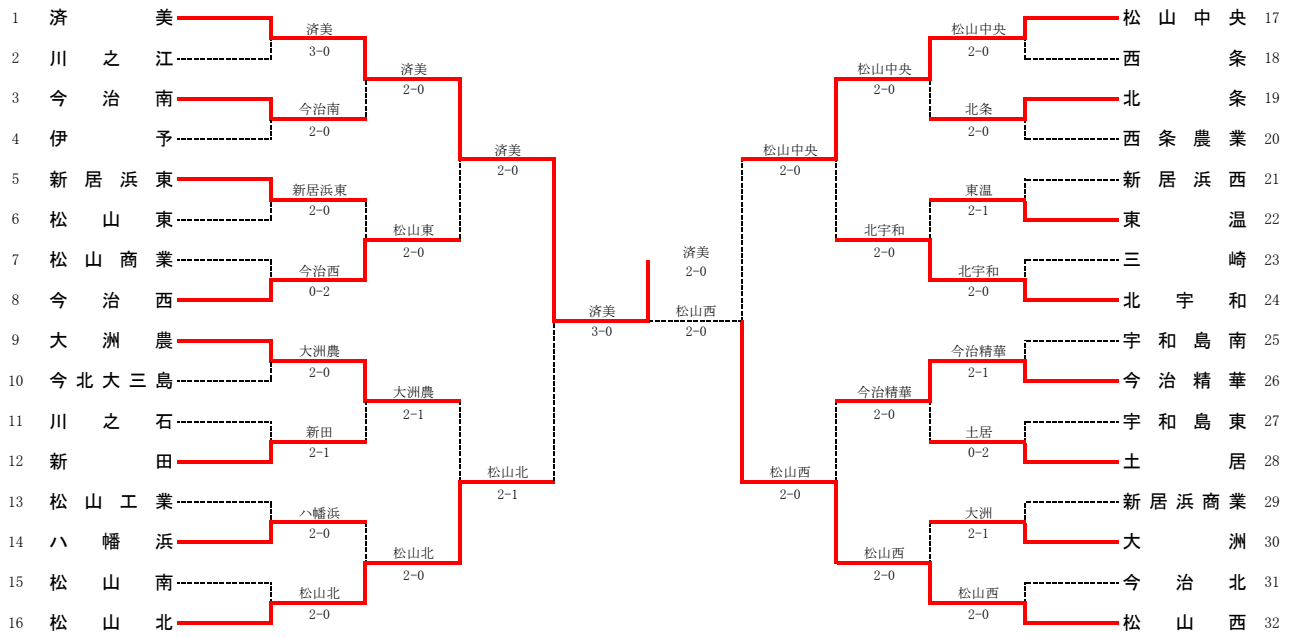 1 済美
2 川之江
3 今治南
4 伊予
5 新居浜東
6 松山東
7 松山商業
8 今治西
9 大洲農
10 今北大三島
11 川之石
12 新田
13 松山工業
14 八幡浜
15 松山南
16 松山北
済美
3-0
今治南
2-0
新居浜東
2-0
今治西
0-2
大洲農
2-0
新田
2-1
八幡浜
2-0
松山北
2-0
済美
2-0
松山東
2-0
大洲農
2-1
松山北
2-0
済美
2-0
松山北
2-1
済美
3-0
済美
2-0
松山西
2-0
松山中央
2-0
松山西
2-0
松山中央
2-0
北宇和
2-0
今治精華
2-0
松山西
2-0
松山中央
2-0
北条
2-0
東温
2-1
北宇和
2-0
今治精華
2-1
土居
0-2
大洲
2-1
松山西
2-0
松山中央 17
西条 18
北条 19
西条農業 20
新居浜西 21
東温 22
三崎 23
北宇和 24
宇和島南 25
今治精華 26
宇和島東 27
土居 28
新居浜商業 29
大洲 30
今治北 31
松山西 32